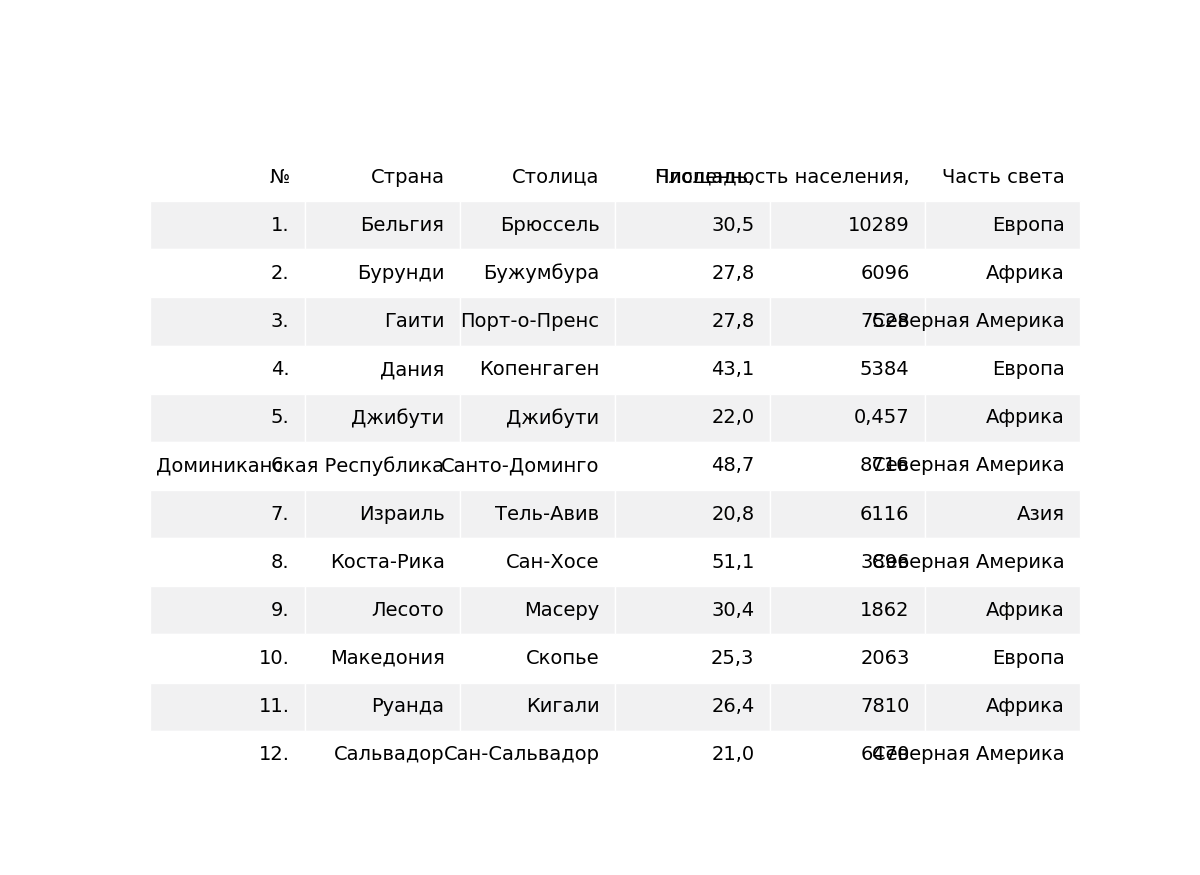 № Страна Столица Площадь, Численность населения, Часть света
1. Бельгия Брюссель 30,5 10289 Европа
2. Бурунди Бужумбура 27,8 6096 Африка
3. Гаити Порт-о-Пренс 27,8 7528 Северная Америка
4. Дания Копенгаген 43,1 5384 Европа
5. Джибути Джибути 22,0 0,457 Африка
6. Доминиканская Республика Санто-Доминго 48,7 8716 Северная Америка
7. Израиль Тель-Авив 20,8 6116 Азия
8. Коста-Рика Сан-Хосе 51,1 3896 Северная Америка
9. Лесото Масеру 30,4 1862 Африка
10. Македония Скопье 25,3 2063 Европа
11. Руанда Кигали 26,4 7810 Африка
12. Сальвадор Сан-Сальвадор 21,0 6470 Северная Америка